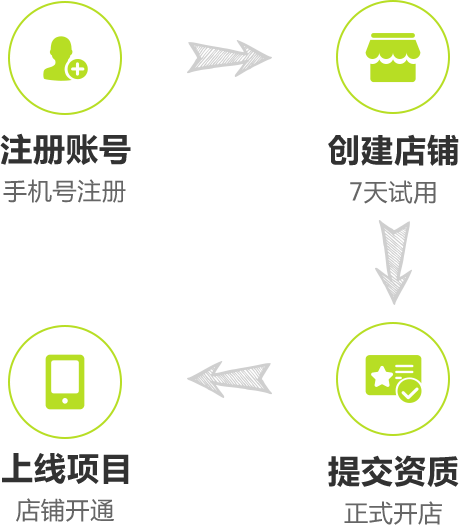 注册账号
手机号注册
创建店铺
7天试用
提交资质
正式开店
上线项目
店铺开通